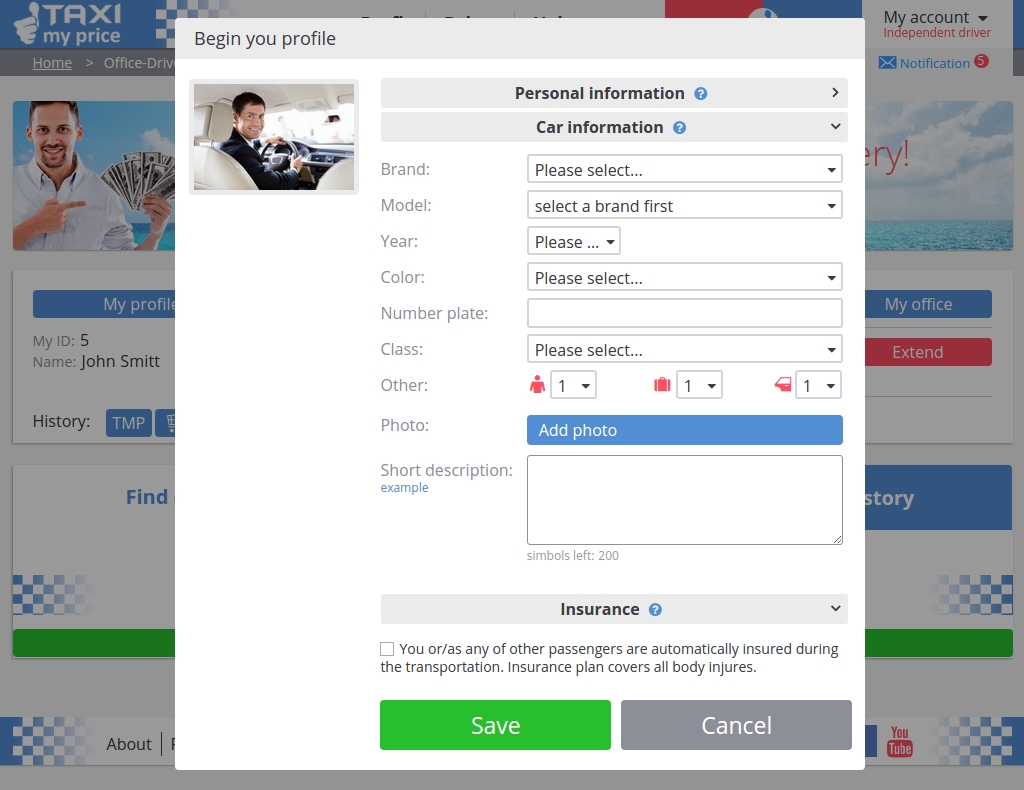 TAXI
my price
My account
Independent driver
Home > Office-Drive
Notification 5
Begin you profile
Personal information ?
Car information ?
Brand: Please select...
Model: select a brand first
Year: Please ...
Color: Please select...
Number plate:
Class: Please select...
Other: 1 1 1
Photo: Add photo
Short description:
example
simbols left: 200
Insurance ?
You or/as any of other passengers are automatically insured during
the transportation. Insurance plan covers all body injures.
Save Cancel
ery!
My profile
My office
My ID: 5
Name: John Smitt
Extend
History: TMP
Find
story
About
You
Tube